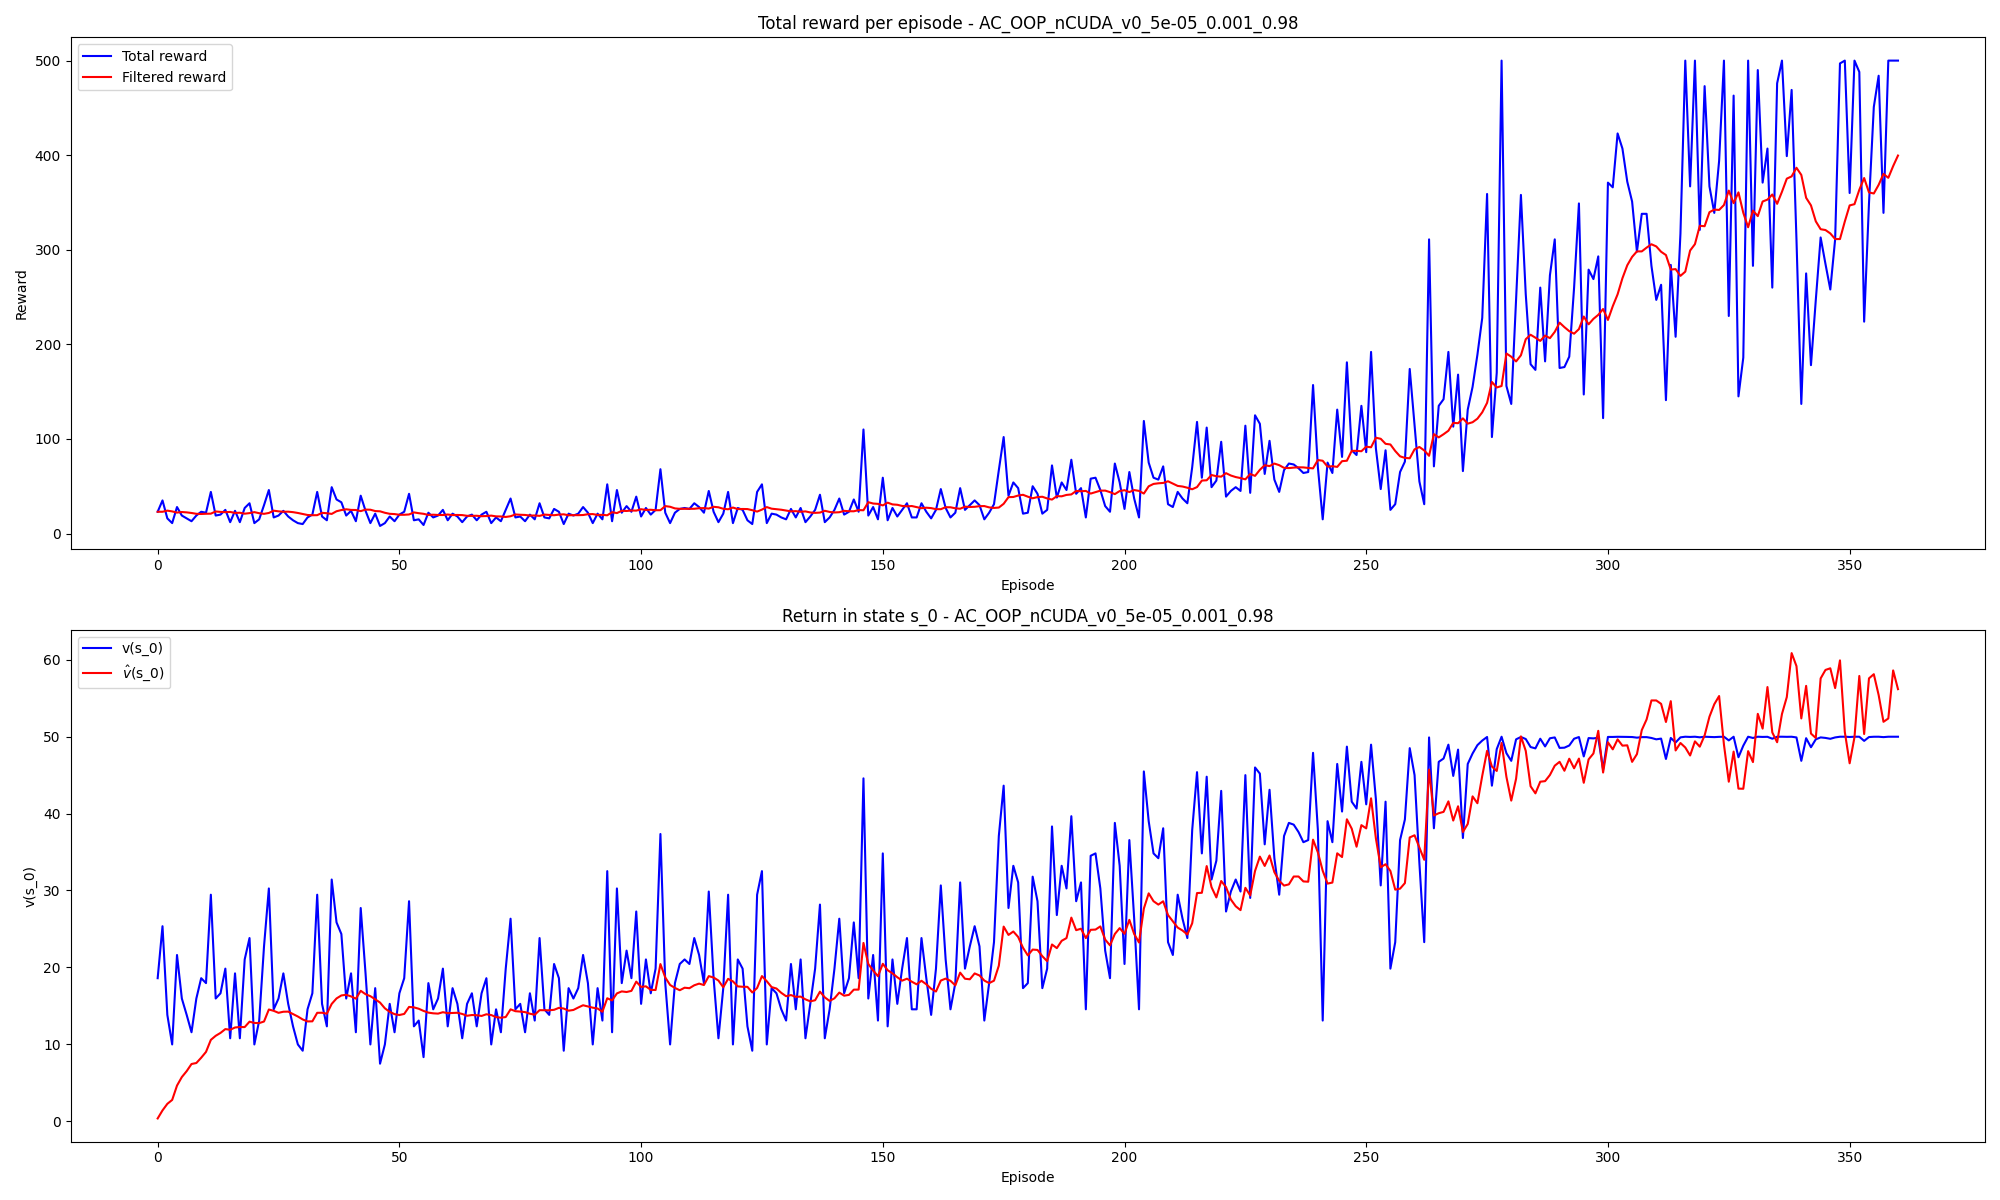 Total reward per episode - AC_OOP_nCUDA_v0_5e-05_0.001_0.98
Total reward
Filtered reward
500
400
300
200
100
0
Reward
0 50 100 150 200 250 300 350
Episode
Return in state s_0 - AC_OOP_nCUDA_v0_5e-05_0.001_0.98
v(s_0)
v̂(s_0)
60
50
40
30
20
10
0
v(s_0)
0 50 100 150 200 250 300 350
Episode